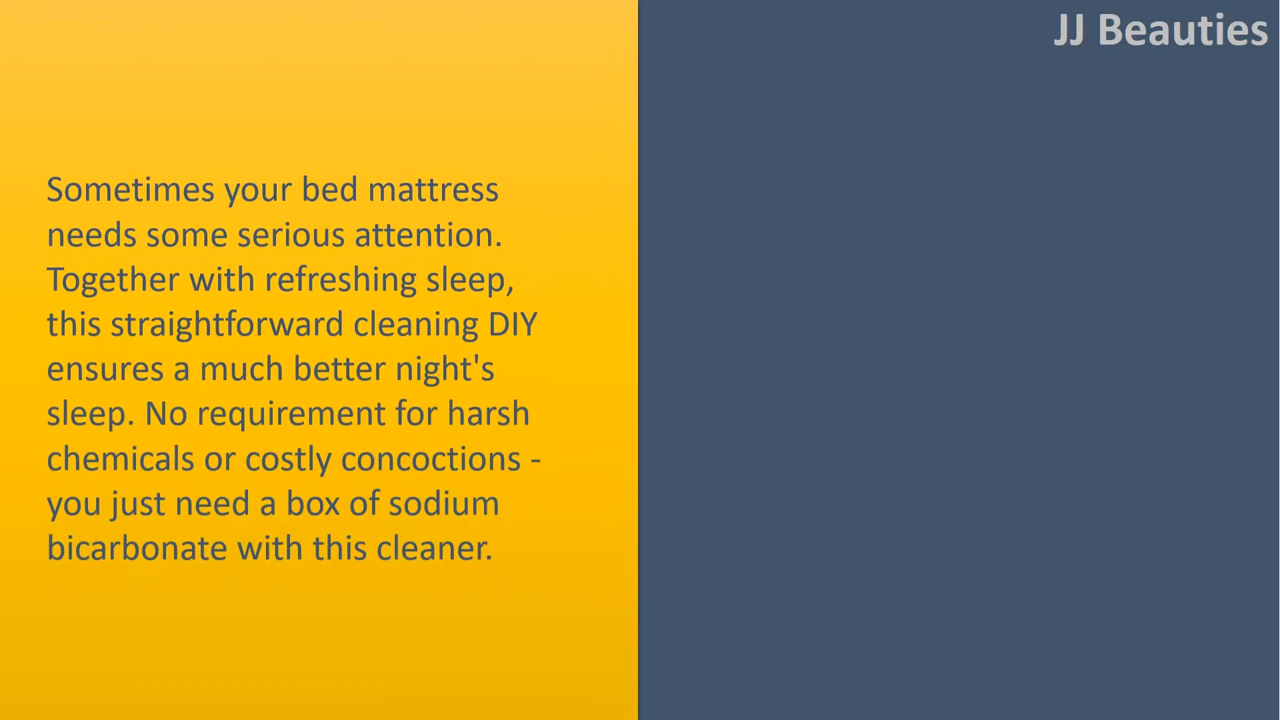 JJ Beauties
Sometimes your bed mattress
needs some serious attention.
Together with refreshing sleep,
this straightforward cleaning DIY
ensures a much better night's
sleep. No requirement for harsh
chemicals or costly concoctions -
you just need a box of sodium
bicarbonate with this cleaner.